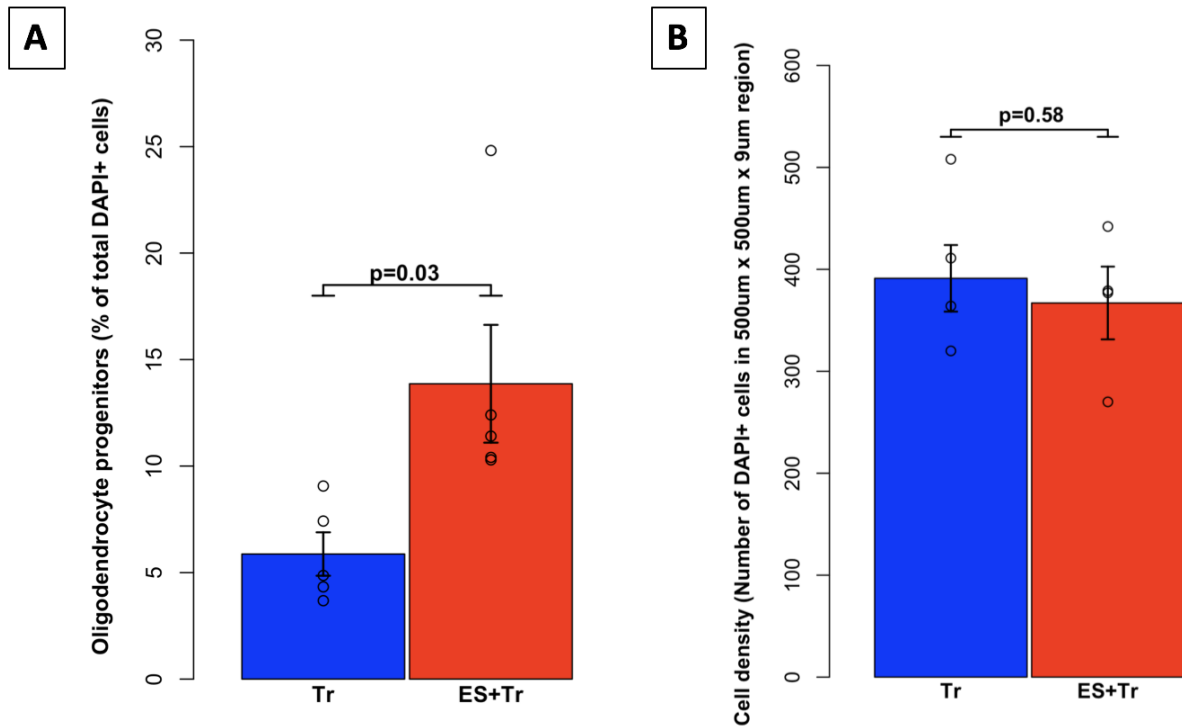 A
Oligodendrocyte progenitors (% of total DAPI+ cells)
30
25
20
15
10
5
0
p=0.03
Tr
ES+Tr
B
Cell density (Number of DAPI+ cells in 500um x 500um x 9um region)
600
500
400
300
200
100
0
p=0.58
Tr
ES+Tr